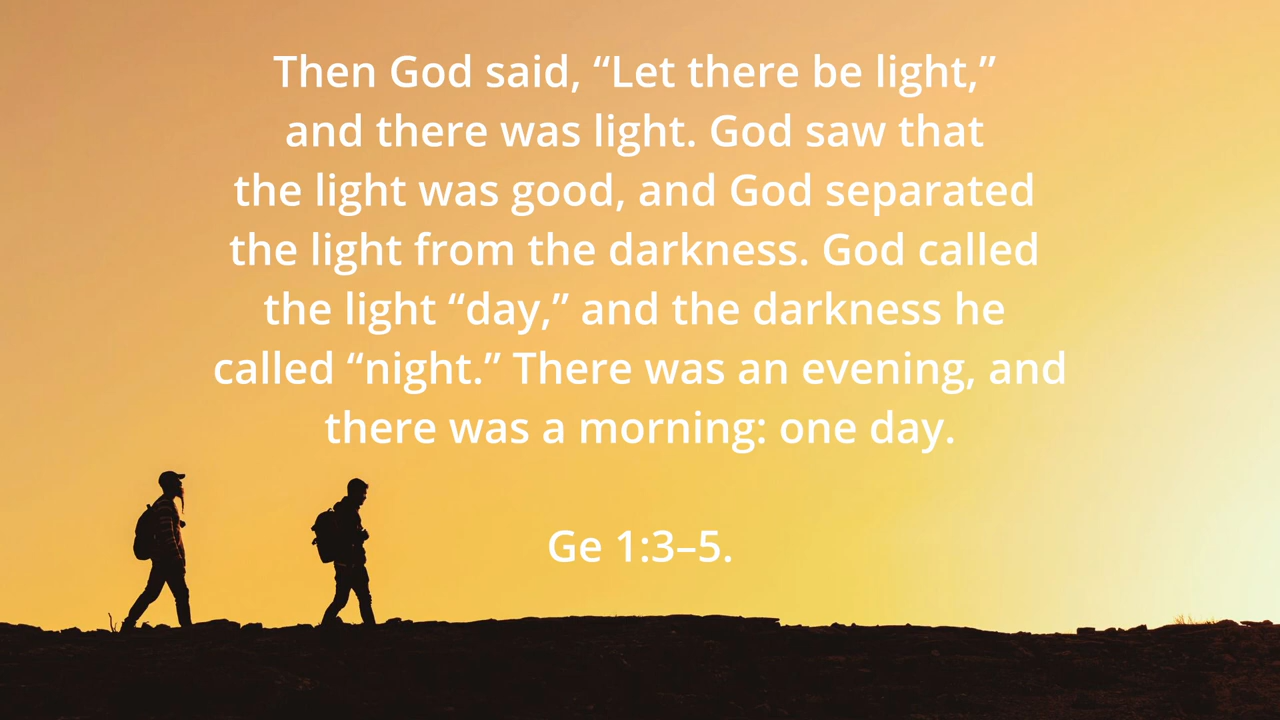 Then God said, “Let there be light,”
and there was light. God saw that
the light was good, and God separated
the light from the darkness. God called
the light “day,” and the darkness he
called “night.” There was an evening, and
there was a morning: one day.
Ge 1:3–5.